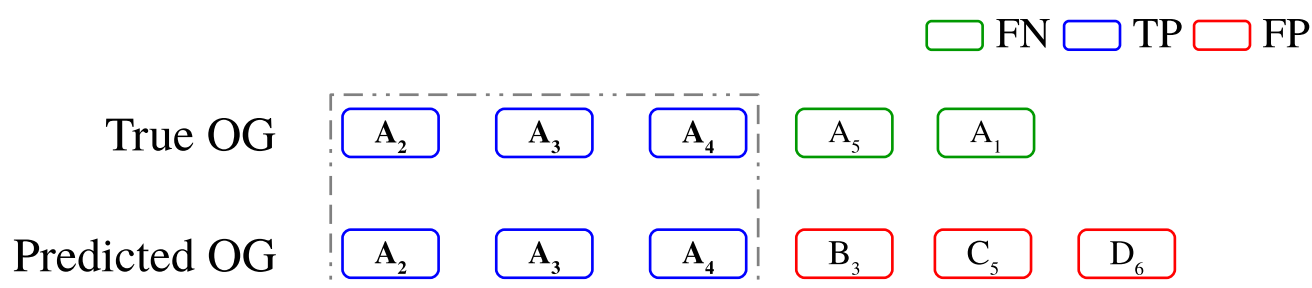 FN TP FP
True OG A₂ A₃ A₄ A₅ A₁
Predicted OG A₂ A₃ A₄ B₃ C₅ D₆